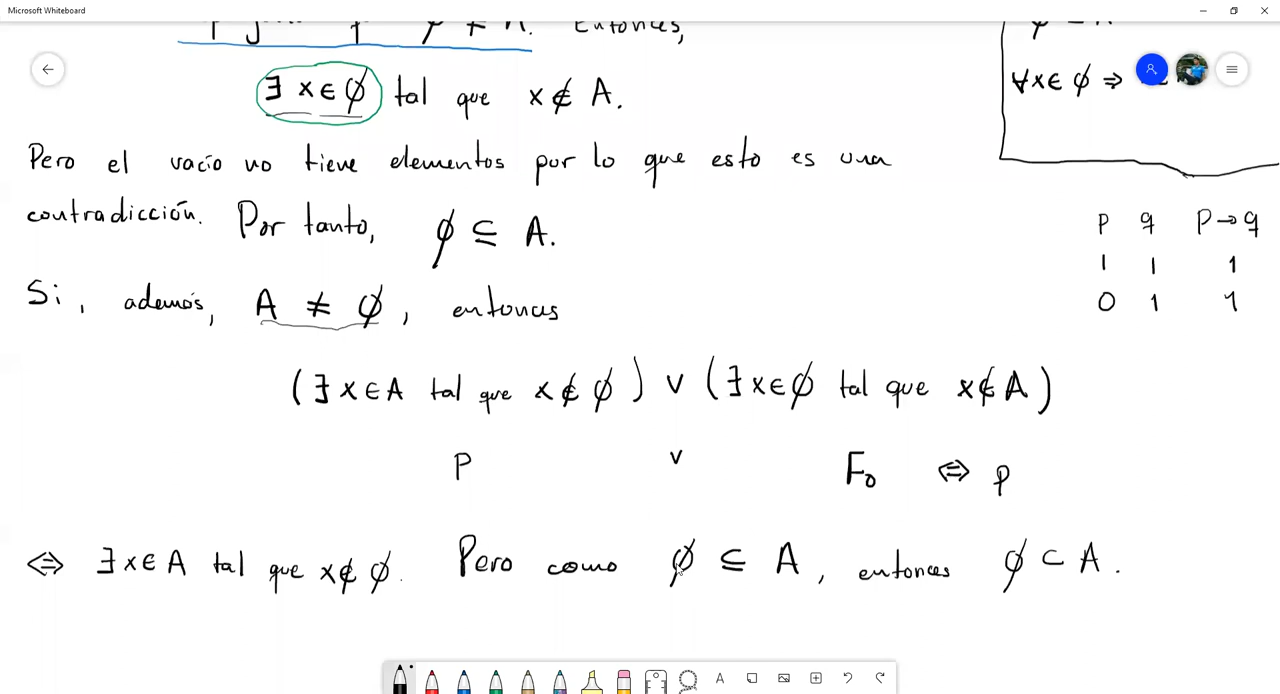 Microsoft Whiteboard
Entonces,
∃ x ∈ ∅ tal que x ∉ A.
∀x ∈ ∅ ⇒
Pero el vacío no tiene elementos por lo que esto es una
contradicción. Por tanto, ∅ ⊆ A.
p q p → q
1 1 1
0 1 1
Si, además, A ≠ ∅, entonces
(∃ x ∈ A tal que x ∉ ∅) ∨ (∃ x ∈ ∅ tal que x ∉ A)
P ∨ F₀ ⇔ p
⇔ ∃ x ∈ A tal que x ∉ ∅. Pero como ∅ ⊆ A, entonces ∅ ⊂ A.